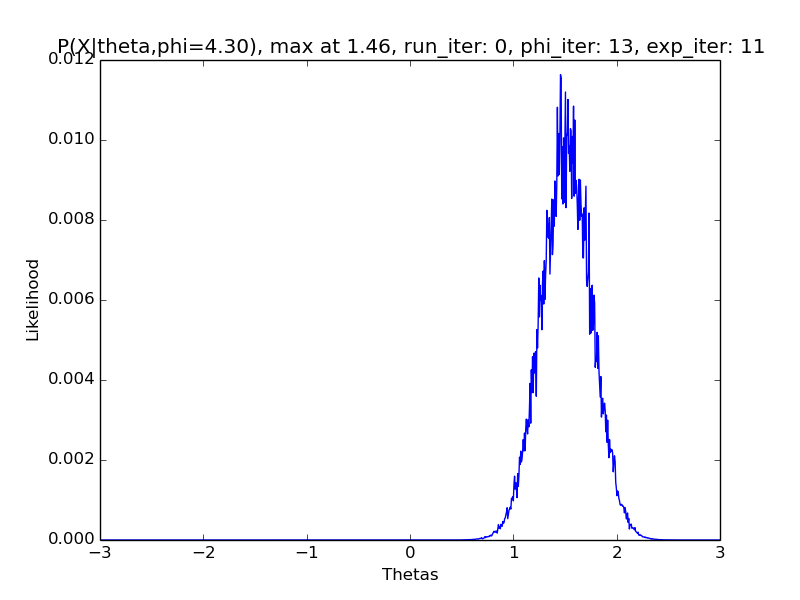 P(X|theta,phi=4.30), max at 1.46, run_iter: 0, phi_iter: 13, exp_iter: 11
0.012
0.010
0.008
0.006
0.004
0.002
0.000
Likelihood
−3 −2 −1 0 1 2 3
Thetas